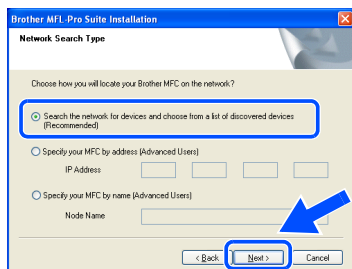 Brother MFL-Pro Suite Installation
Network Search Type
Choose how you will locate your Brother MFC on the network?
Search the network for devices and choose from a list of discovered devices
(Recommended)
Specify your MFC by address (Advanced Users)
IP Address
Specify your MFC by name (Advanced Users)
Node Name
< Back
Next >
Cancel